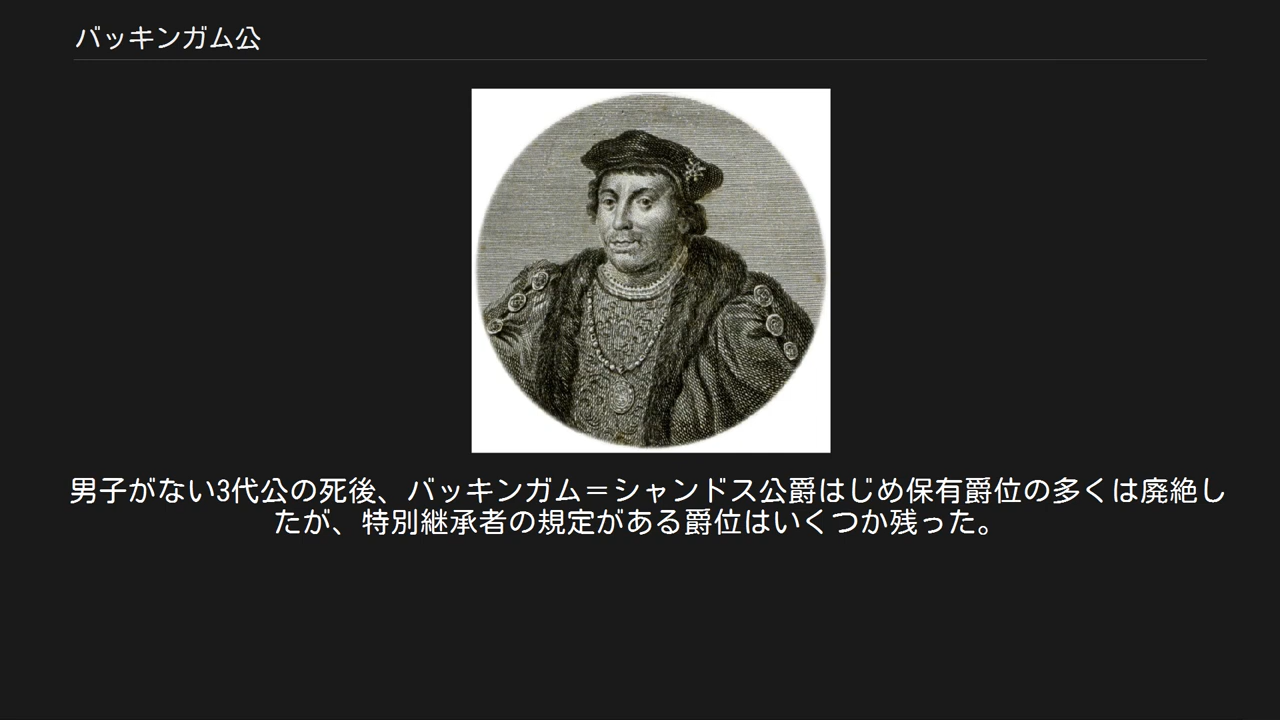 バッキンガム公
男子がない3代公の死後、バッキンガム＝シャンドス公爵はじめ保有爵位の多くは廃絶し
たが、特別継承者の規定がある爵位はいくつか残った。